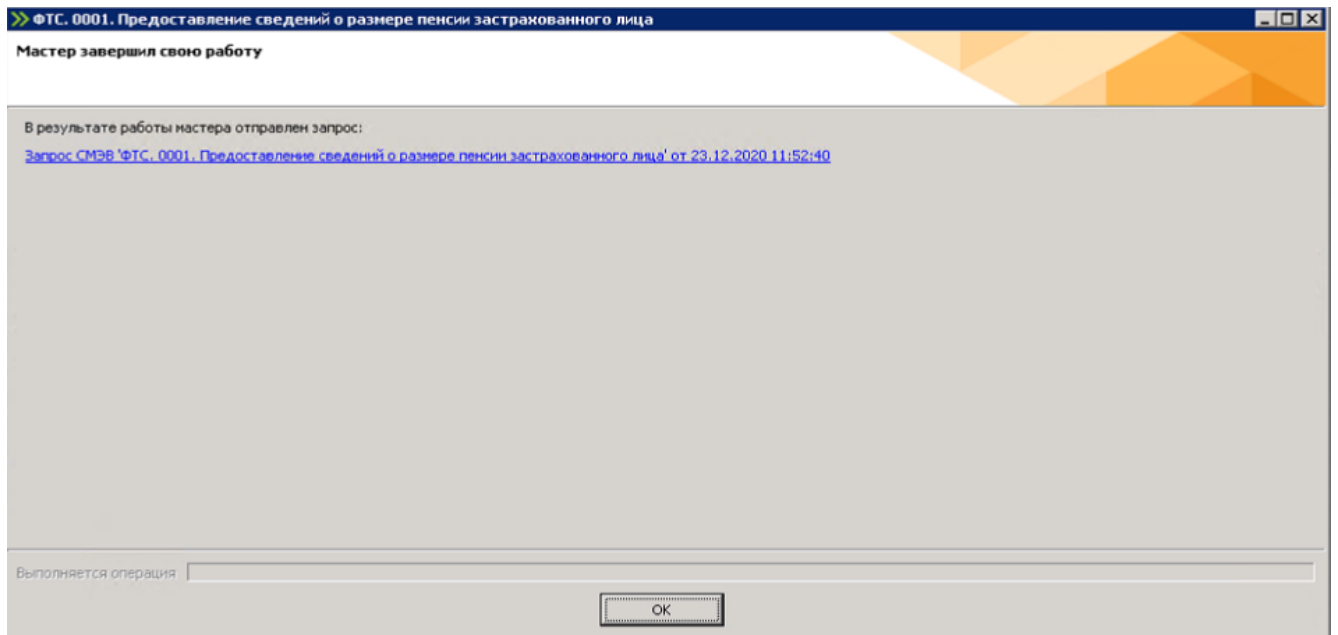 ФТС. 0001. Предоставление сведений о размере пенсии застрахованного лица
Мастер завершил свою работу
В результате работы мастера отправлен запрос:
Запрос СМЭВ 'ФТС. 0001. Предоставление сведений о размере пенсии застрахованного лица' от 23.12.2020 11:52:40
Выполняется операция
OK